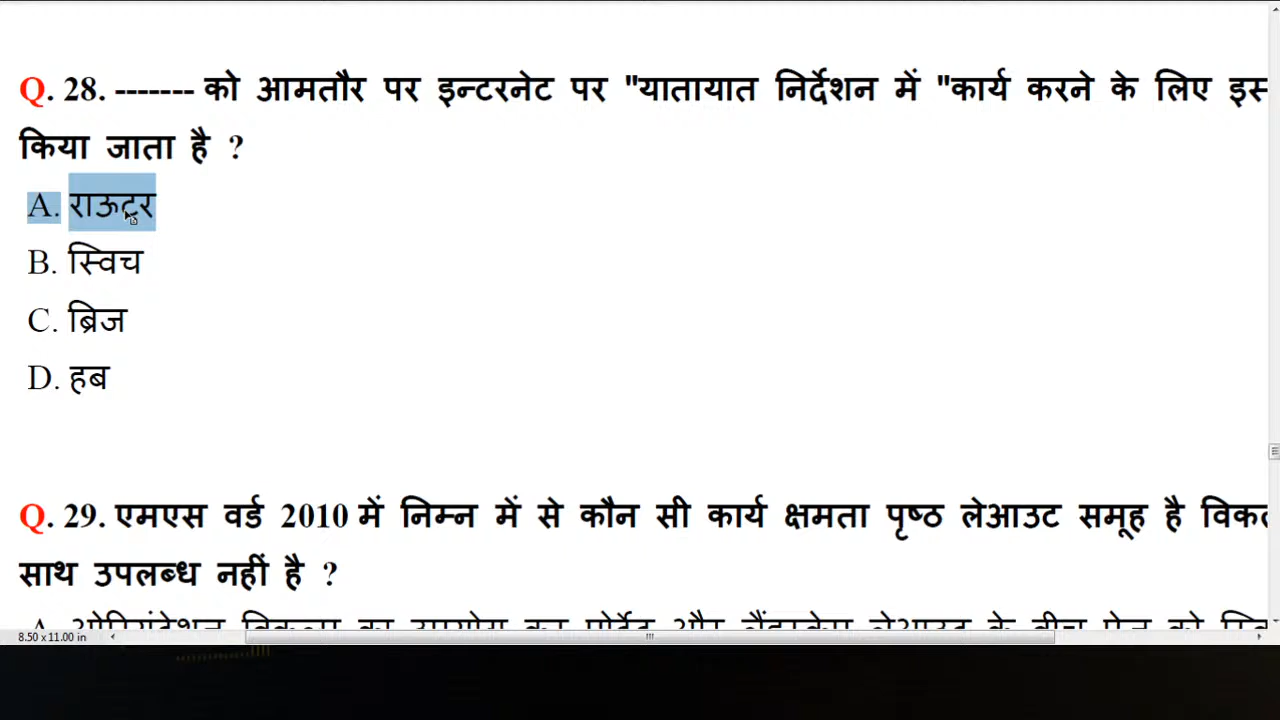 Q. 28. ------- को आमतौर पर इन्टरनेट पर "यातायात निर्देशन में "कार्य करने के लिए
किया जाता है ?
A. राऊटर
B. स्विच
C. ब्रिज
D. हब
Q. 29. एमएस वर्ड 2010 में निम्न में से कौन सी कार्य क्षमता पृष्ठ लेआउट समूह है
साथ उपलब्ध नहीं है ?
8.50 x 11.00 in